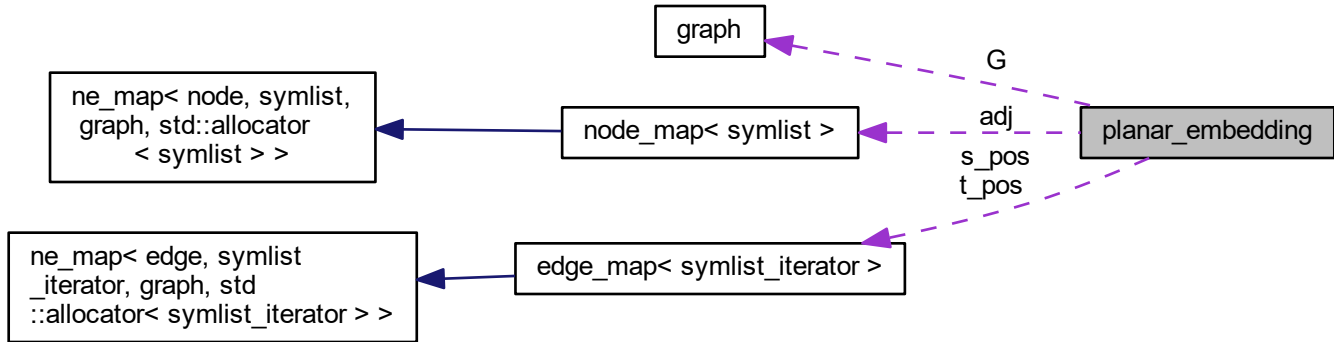 graph
G
ne_map< node, symlist,
graph, std::allocator
< symlist > >
node_map< symlist >
adj
planar_embedding
s_pos
t_pos
ne_map< edge, symlist
_iterator, graph, std
::allocator< symlist_iterator > >
edge_map< symlist_iterator >